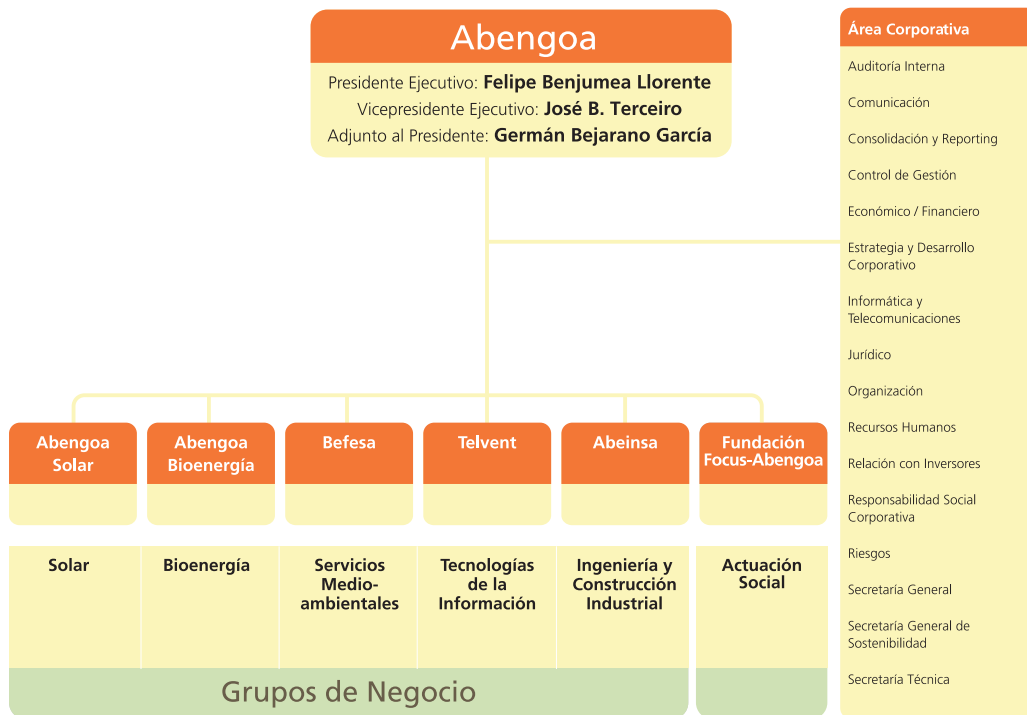 Abengoa
Presidente Ejecutivo: Felipe Benjumea Llorente
Vicepresidente Ejecutivo: José B. Terceiro
Adjunto al Presidente: Germán Bejarano García
Área Corporativa
Auditoría Interna
Comunicación
Consolidación y Reporting
Control de Gestión
Económico / Financiero
Estrategia y Desarrollo
Corporativo
Informática y
Telecomunicaciones
Jurídico
Organización
Recursos Humanos
Relación con Inversores
Responsabilidad Social
Corporativa
Riesgos
Secretaría General
Secretaría General de
Sostenibilidad
Secretaría Técnica
Abengoa
Solar
Abengoa
Bioenergía
Befesa
Telvent
Abeinsa
Fundación
Focus-Abengoa
Solar
Bioenergía
Servicios
Medio-
ambientales
Tecnologías
de la
Información
Ingeniería y
Construcción
Industrial
Actuación
Social
Grupos de Negocio